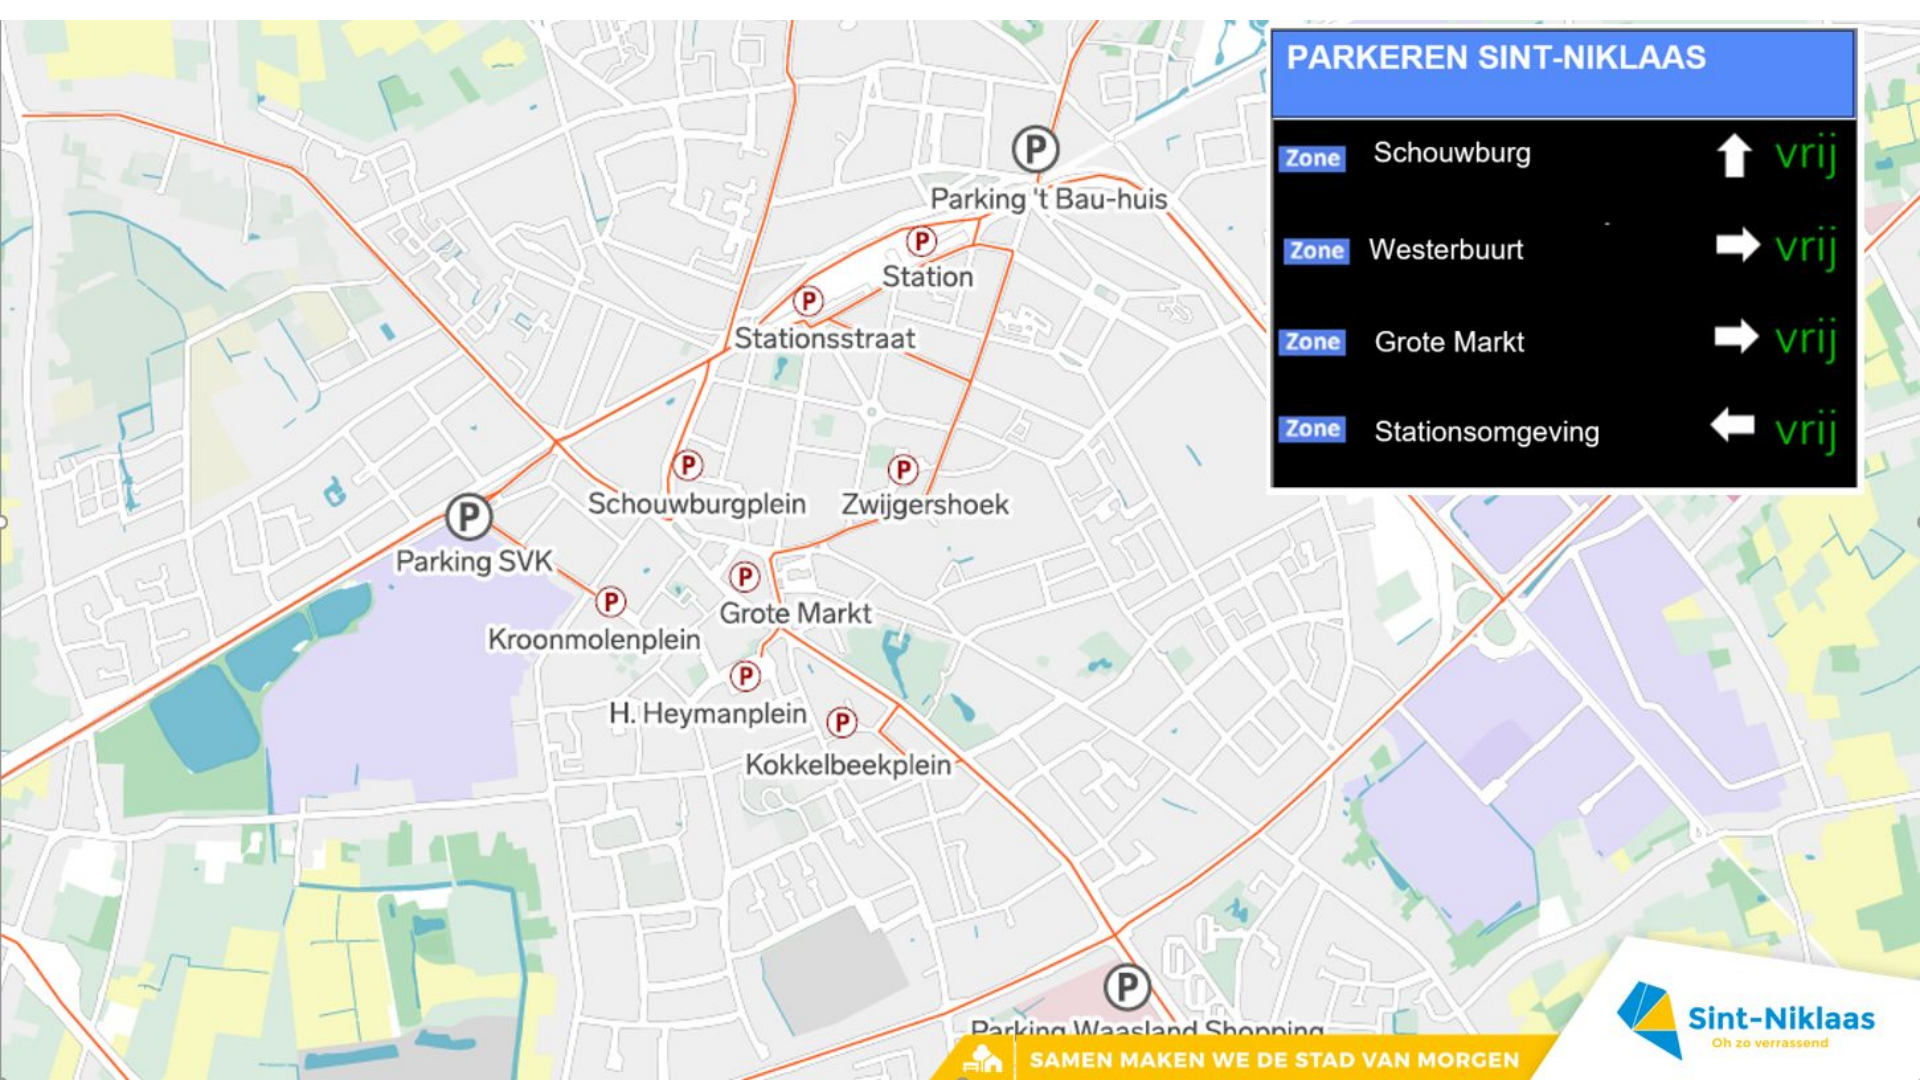 PARKEREN SINT-NIKLAAS
Zone Schouwburg vrij
Zone Westerbuurt vrij
Zone Grote Markt vrij
Zone Stationsomgeving vrij
P
Parking 't Bau-huis
P
Station
P
Stationsstraat
P
Schouwburgplein
P
Zwijgershoek
P
Parking SVK
P
Grote Markt
P
Kroonmolenplein
P
H. Heymanplein
P
Kokkelbeekplein
P
Parking Waasland Shopping
SAMEN MAKEN WE DE STAD VAN MORGEN
Sint-Niklaas
Oh zo verrassend